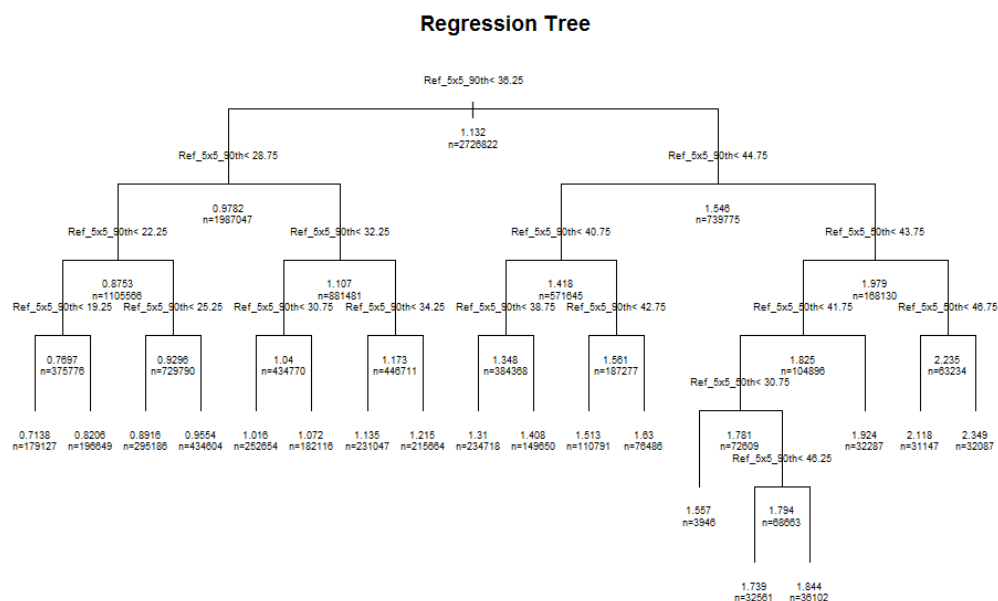 Regression Tree
Ref_5x5_90th< 36.25
1.132
n=2726822
Ref_5x5_90th< 28.75
Ref_5x5_90th< 44.75
0.9782
n=1987047
1.546
n=739775
Ref_5x5_90th< 22.25
Ref_5x5_90th< 32.25
Ref_5x5_90th< 40.75
Ref_5x5_50th< 43.75
0.8753
n=1105566
1.107
n=881481
1.418
n=571645
1.979
n=168130
Ref_5x5_90th< 19.25
Ref_5x5_90th< 25.25
Ref_5x5_90th< 30.75
Ref_5x5_90th< 34.25
Ref_5x5_90th< 38.75
Ref_5x5_90th< 42.75
Ref_5x5_50th< 41.75
Ref_5x5_50th< 46.75
0.7697
n=375776
0.9296
n=729790
1.04
n=434770
1.173
n=446711
1.348
n=384368
1.561
n=187277
1.825
n=104896
2.235
n=63234
Ref_5x5_50th< 30.75
0.7138
n=179127
0.8206
n=196649
0.8916
n=295186
0.9554
n=434604
1.016
n=252654
1.072
n=182116
1.135
n=231047
1.215
n=215664
1.31
n=234718
1.408
n=149650
1.513
n=110791
1.63
n=76486
1.781
n=72609
1.924
n=32287
2.118
n=31147
2.349
n=32087
Ref_5x5_90th< 46.25
1.557
n=3946
1.794
n=68663
1.739
n=32561
1.844
n=36102